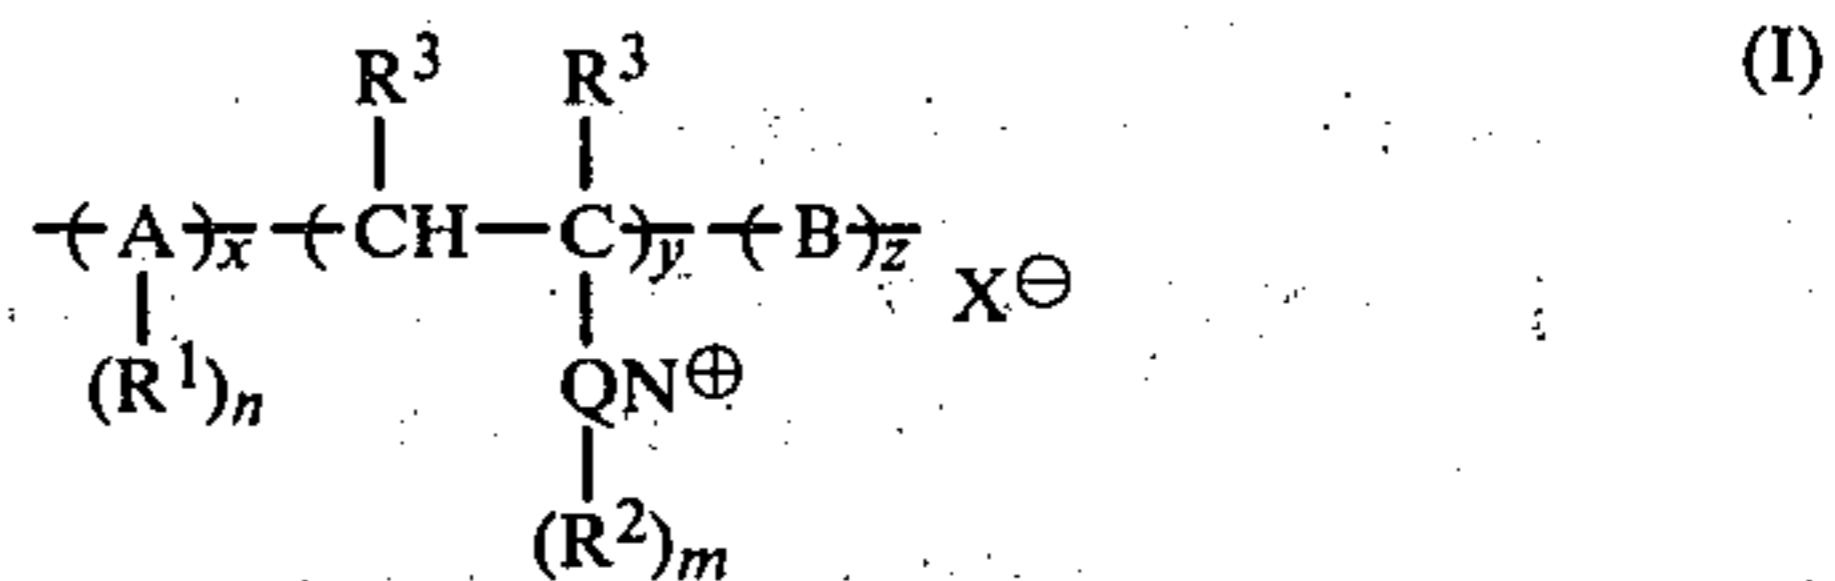 (I)
R³ R³
—(A)x—(CH—C)y—(B)z X⊖
(R¹)n QN⊕
(R²)m